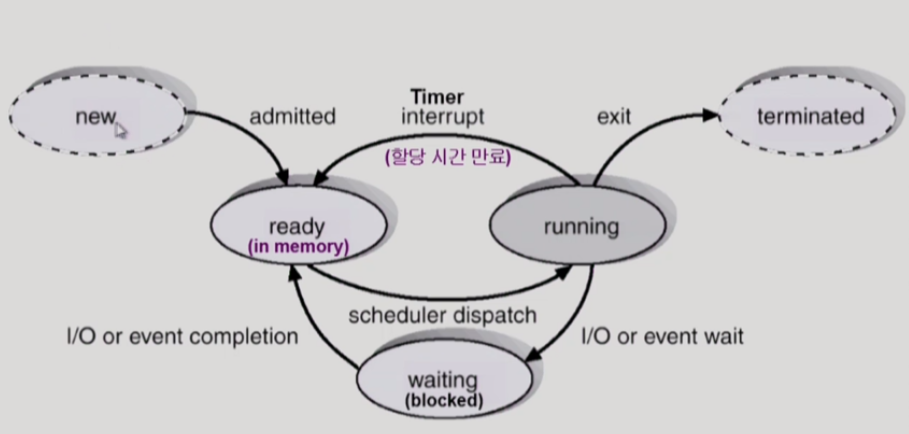 new
admitted
Timer
interrupt
(할당 시간 만료)
exit
terminated
ready
(in memory)
running
scheduler dispatch
I/O or event completion
I/O or event wait
waiting
(blocked)